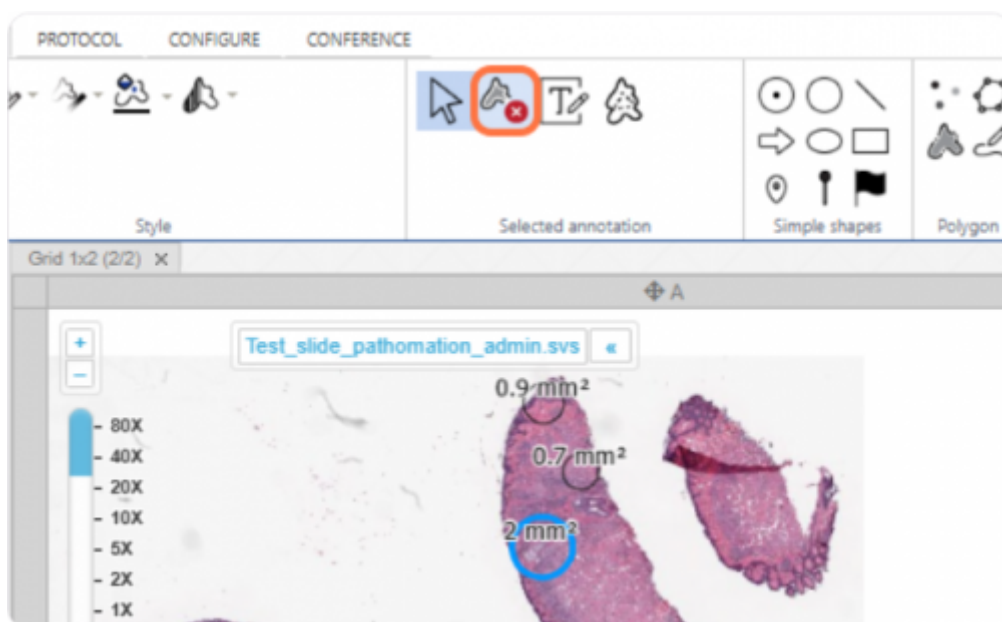 PROTOCOL CONFIGURE CONFERENCE
Style
Selected annotation
Simple shapes
Polygon
Grid 1x2 (2/2)
A
Test_slide_pathomation_admin.svs «
+
−
80X
40X
20X
10X
5X
2X
1X
0.9 mm²
0.7 mm²
2 mm²